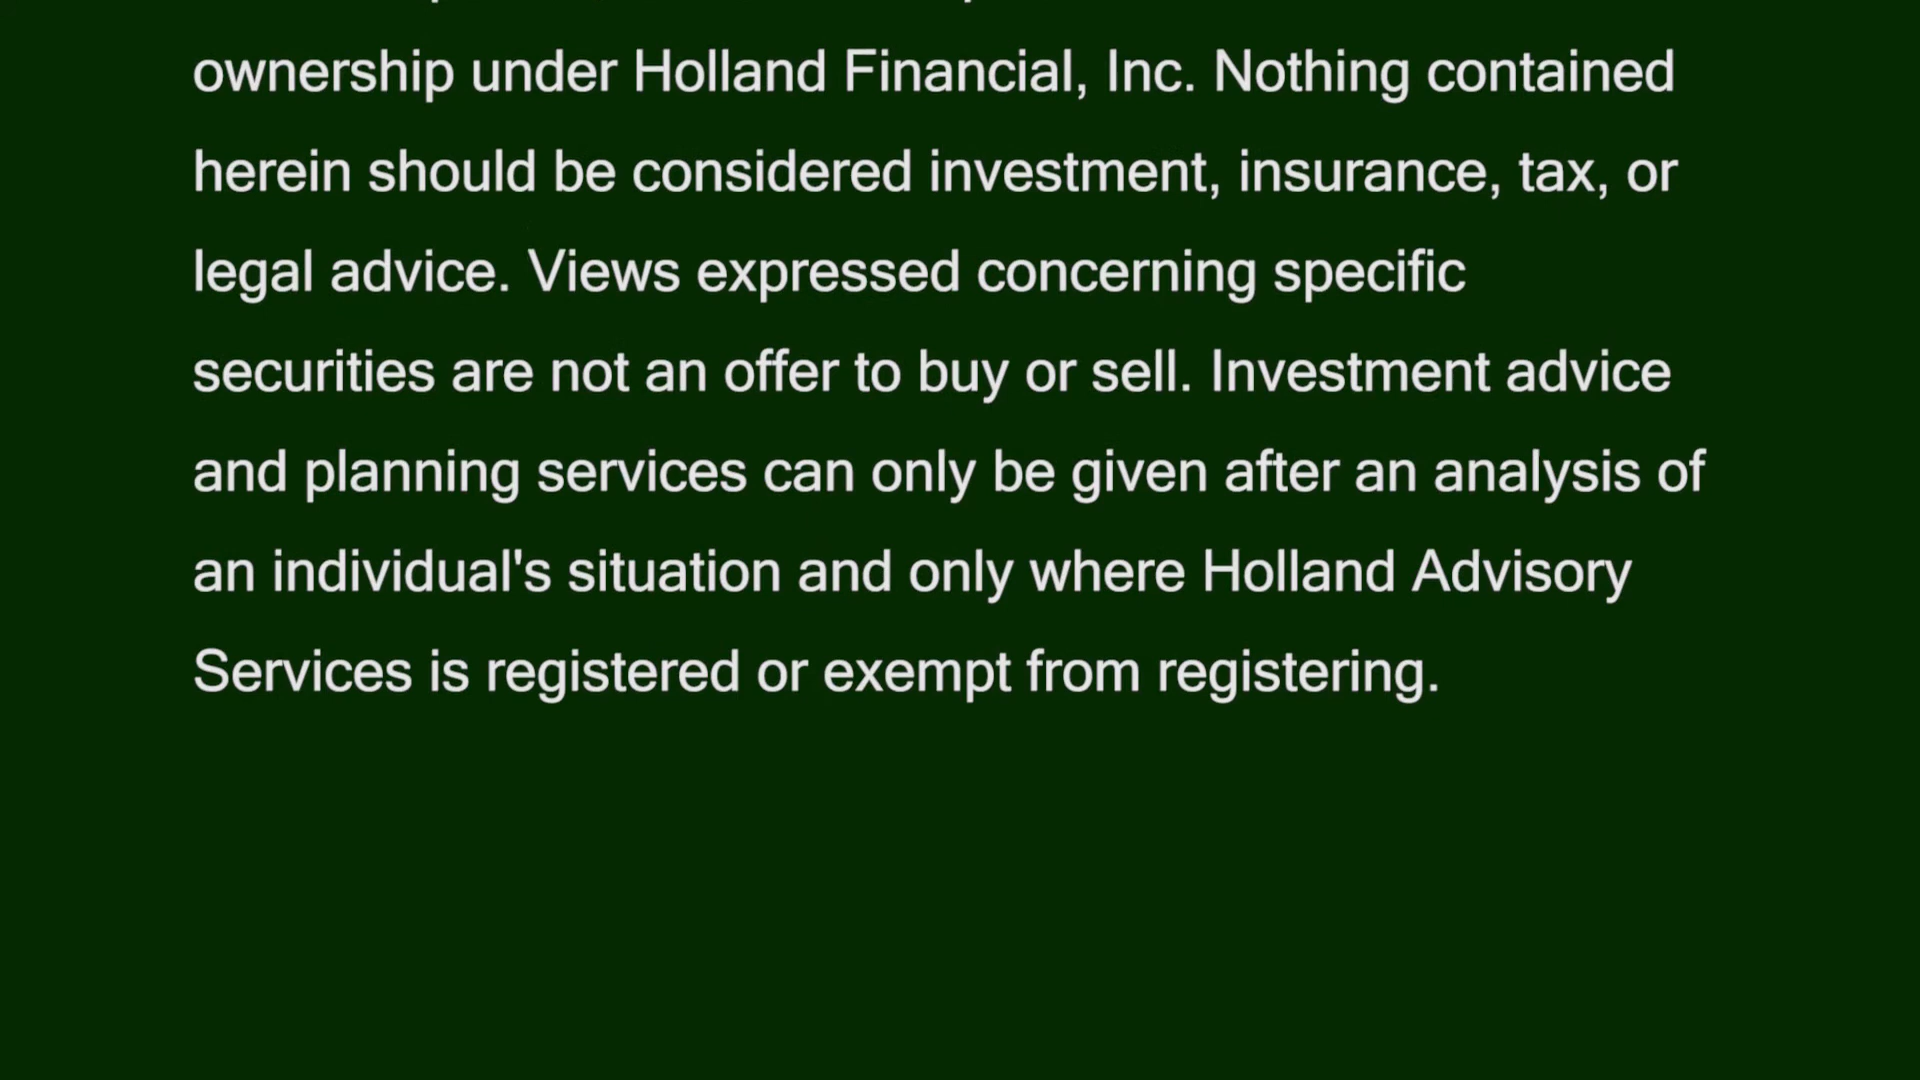 ownership under Holland Financial, Inc. Nothing contained
herein should be considered investment, insurance, tax, or
legal advice. Views expressed concerning specific
securities are not an offer to buy or sell. Investment advice
and planning services can only be given after an analysis of
an individual's situation and only where Holland Advisory
Services is registered or exempt from registering.